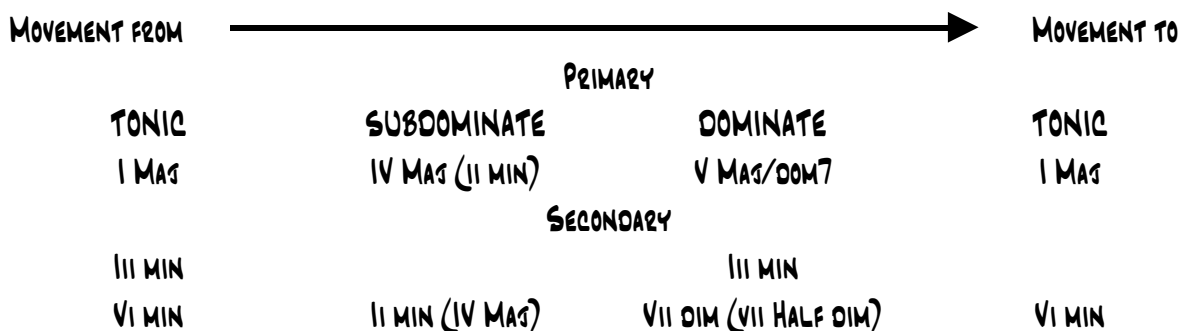 Movement from Movement to
Primary
TONIC SUBDOMINATE DOMINATE TONIC
I Maj IV Maj (ii min) V Maj/dom7 I Maj
Secondary
Iii min Iii min
Vi min Ii min (IV Maj) Vii dim (vii Half dim) Vi min